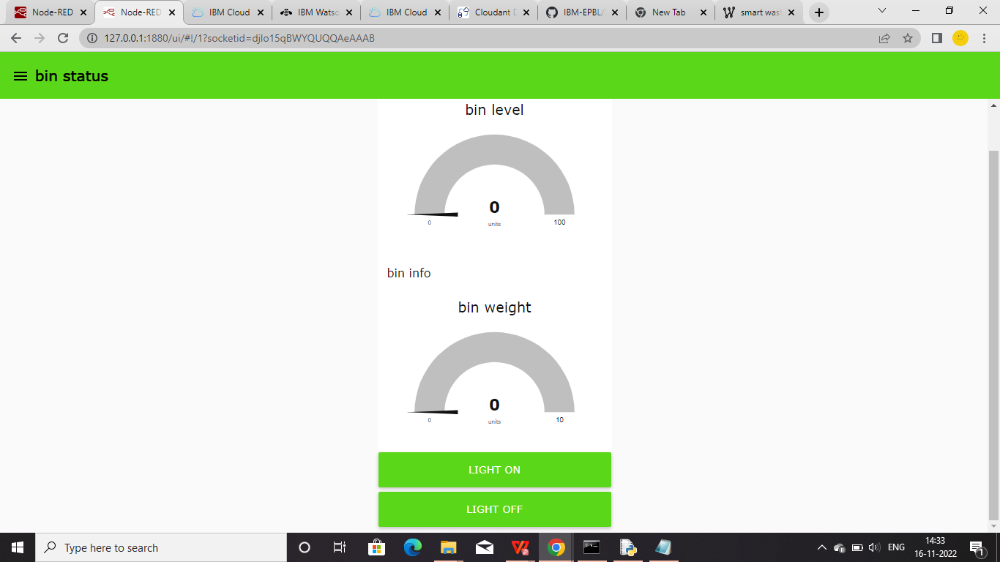 Node-RED
Node-RED
IBM Cloud
IBM Watso
IBM Cloud
Cloudant D
IBM-EPBL/
New Tab
smart wast
127.0.0.1:1880/ui/#!/1?socketid=djlo15qBWYQUQQAeAAAB
bin status
bin level
0
units
0
100
bin info
bin weight
0
units
0
10
LIGHT ON
LIGHT OFF
Type here to search
ENG
14:33
16-11-2022
1